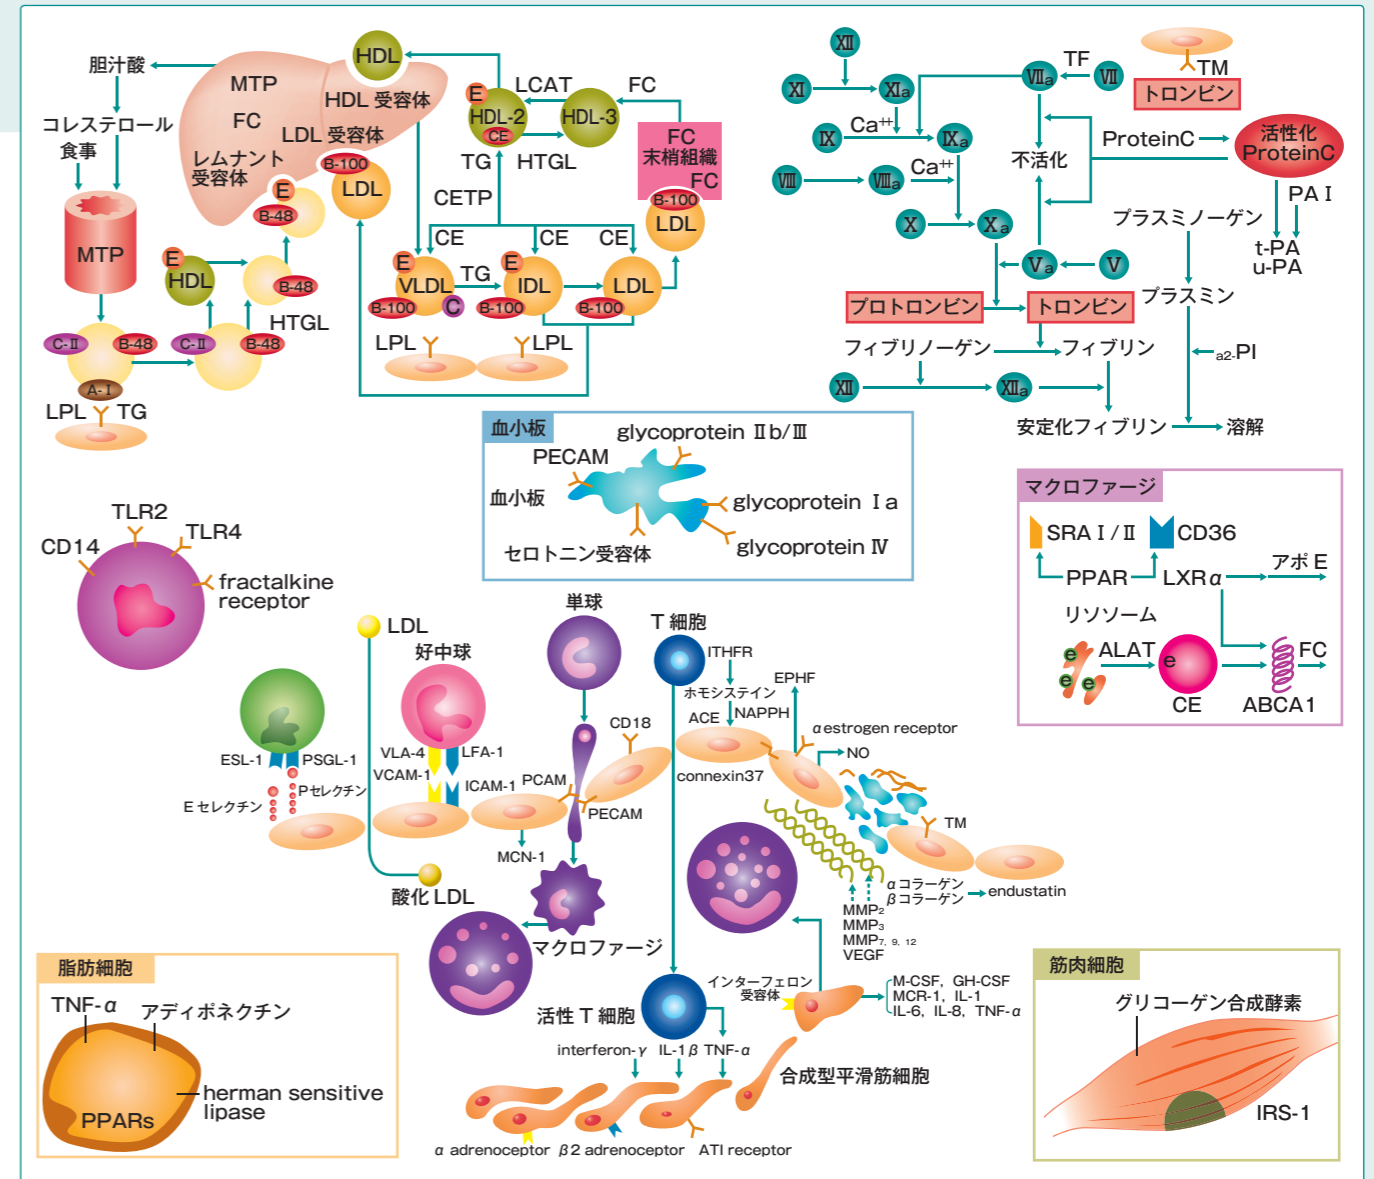 胆汁酸
コレステロール
食事
MTP
C-Ⅱ
B-48
A-Ⅰ
LPL
TG
MTP
FC
HDL 受容体
LDL 受容体
レムナント
受容体
HDL
B-100
LDL
E
B-48
E
HDL
B-48
HTGL
C-Ⅱ
B-48
E
HDL-2
CE
LCAT
HDL-3
FC
TG
HTGL
CETP
FC
末梢組織
FC
B-100
LDL
CE
CE
CE
E
VLDL
B-100
C
TG
E
IDL
B-100
LDL
B-100
LPL
LPL
Ⅻ
Ⅺ
Ⅺa
Ca++
Ⅸ
Ⅸa
Ca++
Ⅷ
Ⅷa
Ⅹ
Ⅹa
Ⅶa
TF
Ⅶ
TM
トロンビン
不活化
ProteinC
活性化
ProteinC
PAⅠ
t-PA
u-PA
Ⅴa
Ⅴ
プラスミノーゲン
プラスミン
プロトロンビン
トロンビン
フィブリノーゲン
フィブリン
a2-PI
Ⅻ
Ⅻa
安定化フィブリン
溶解
血小板
glycoprotein Ⅱb/Ⅲ
PECAM
血小板
glycoprotein Ⅰa
glycoprotein Ⅳ
セロトニン受容体
マクロファージ
SRAⅠ/Ⅱ
CD36
PPAR
LXRα
アポ E
リソソーム
e
e
e
ALAT
e
CE
ABCA1
FC
TLR2
TLR4
CD14
fractalkine
receptor
LDL
好中球
単球
T 細胞
ITHFR
ホモシステイン
ACE
NAPPH
EPHF
αestrogen receptor
NO
CD18
connexin37
ESL-1
PSGL-1
Eセレクチン
Pセレクチン
VLA-4
LFA-1
VCAM-1
ICAM-1
PCAM
PECAM
MCN-1
TM
酸化 LDL
マクロファージ
αコラーゲン
βコラーゲン
endustatin
MMP2
MMP3
MMP7, 9, 12
VEGF
脂肪細胞
TNF-α
アディポネクチン
herman sensitive
lipase
PPARs
活性 T 細胞
interferon-γ
IL-1β
TNF-α
インターフェロン
受容体
M-CSF, GH-CSF
MCR-1, IL-1
IL-6, IL-8, TNF-α
合成型平滑筋細胞
α adrenoceptor
β2 adrenoceptor
ATI receptor
筋肉細胞
グリコーゲン合成酵素
IRS-1